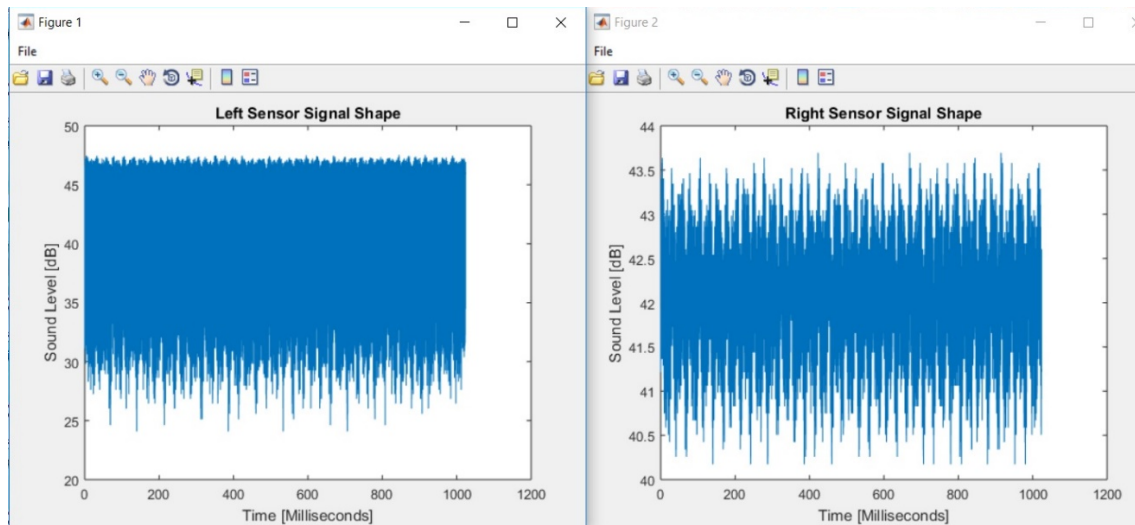 Figure 1
File
Left Sensor Signal Shape
50
45
40
35
30
25
20
Sound Level [dB]
0 200 400 600 800 1000 1200
Time [Milliseconds]
Figure 2
File
Right Sensor Signal Shape
44
43.5
43
42.5
42
41.5
41
40.5
40
Sound Level [dB]
0 200 400 600 800 1000 1200
Time [Milliseconds]